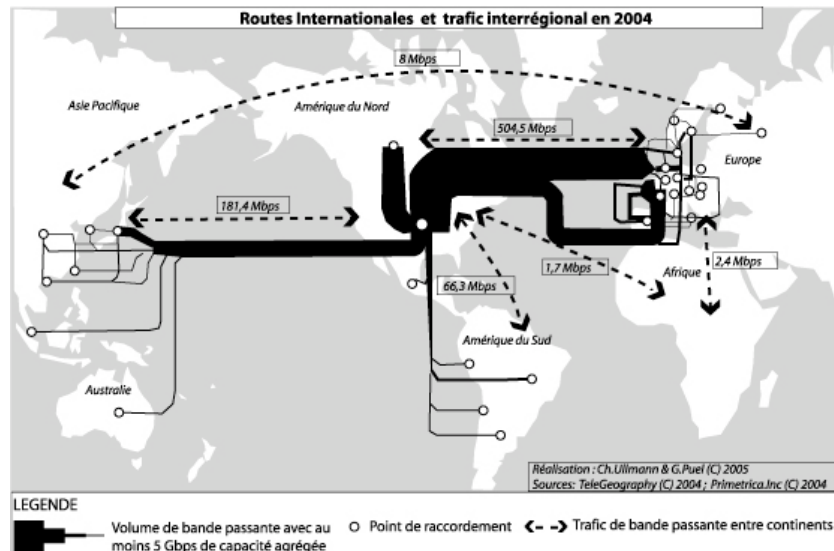 Routes Internationales et trafic interrégional en 2004
8 Mbps
Asie Pacifique
Amérique du Nord
504,5 Mbps
Europe
181,4 Mbps
1,7 Mbps
Afrique
2,4 Mbps
66,3 Mbps
Amérique du Sud
Australie
Réalisation : Ch.Ullmann & G.Puel (C) 2005
Sources: TeleGeography (C) 2004 ; Primetrica.Inc (C) 2004
LEGENDE
Volume de bande passante avec au
moins 5 Gbps de capacité agrégée
Point de raccordement
Trafic de bande passante entre continents